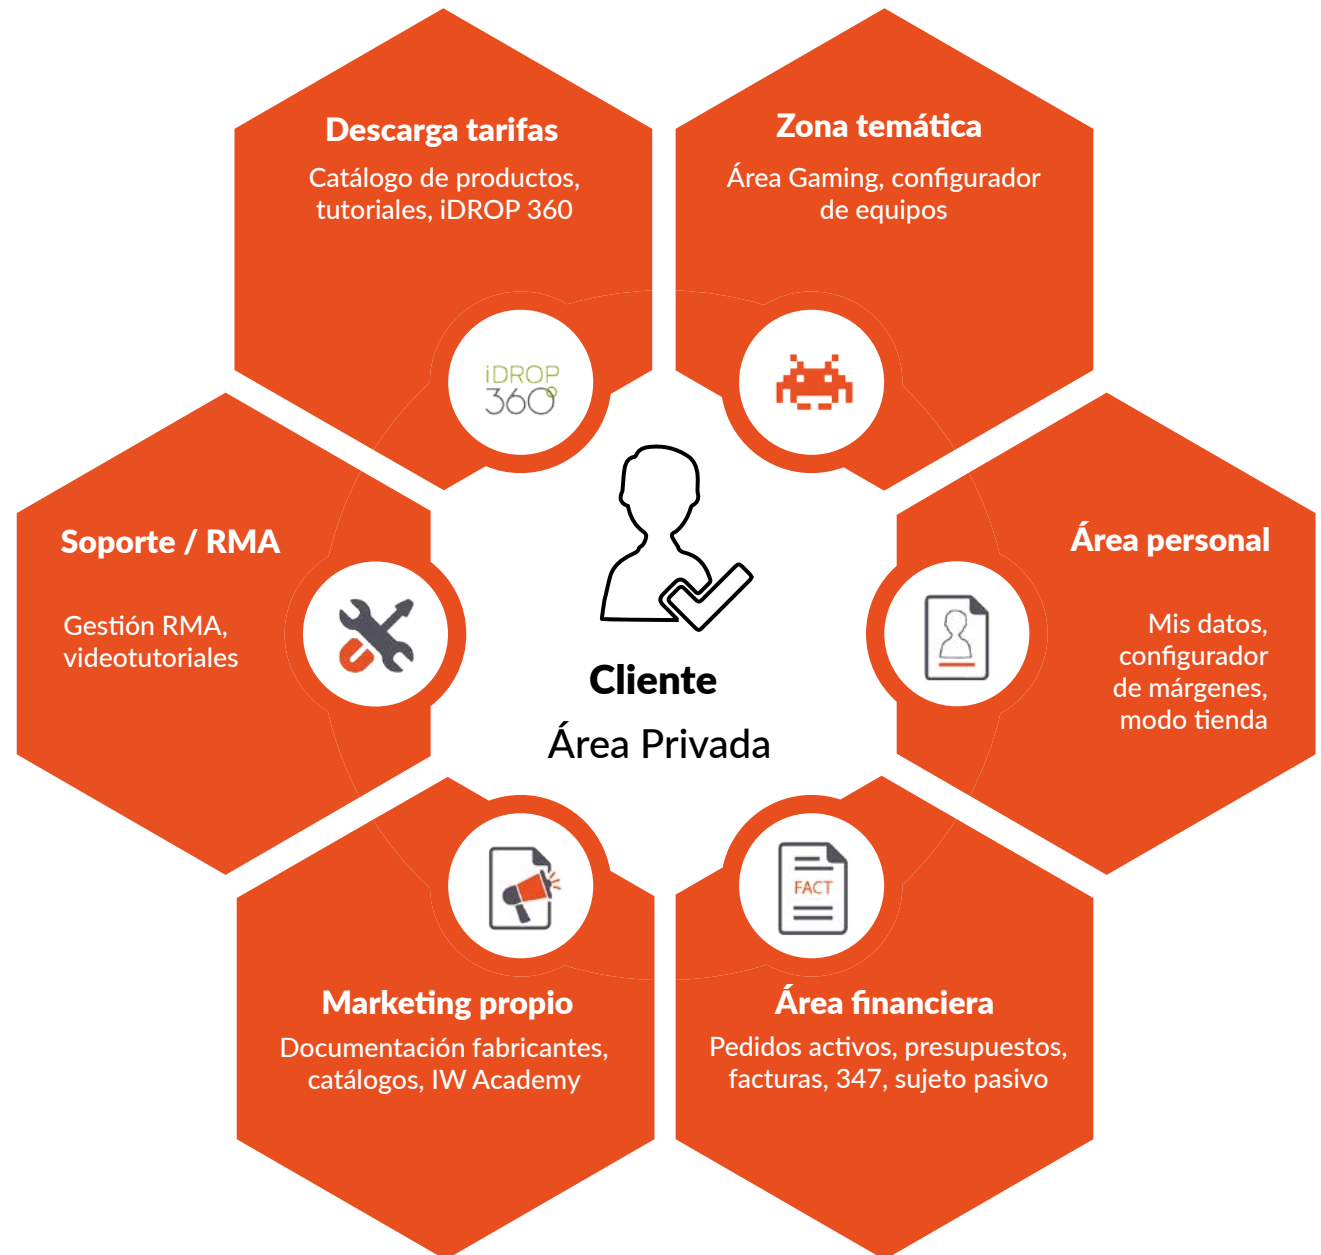 Descarga tarifas
Catálogo de productos,
tutoriales, iDROP 360
Zona temática
Área Gaming, configurador
de equipos
iDROP
360°
Soporte / RMA
Gestión RMA,
videotutoriales
Área personal
Mis datos,
configurador
de márgenes,
modo tienda
Cliente
Área Privada
FACT
Marketing propio
Documentación fabricantes,
catálogos, IW Academy
Área financiera
Pedidos activos, presupuestos,
facturas, 347, sujeto pasivo